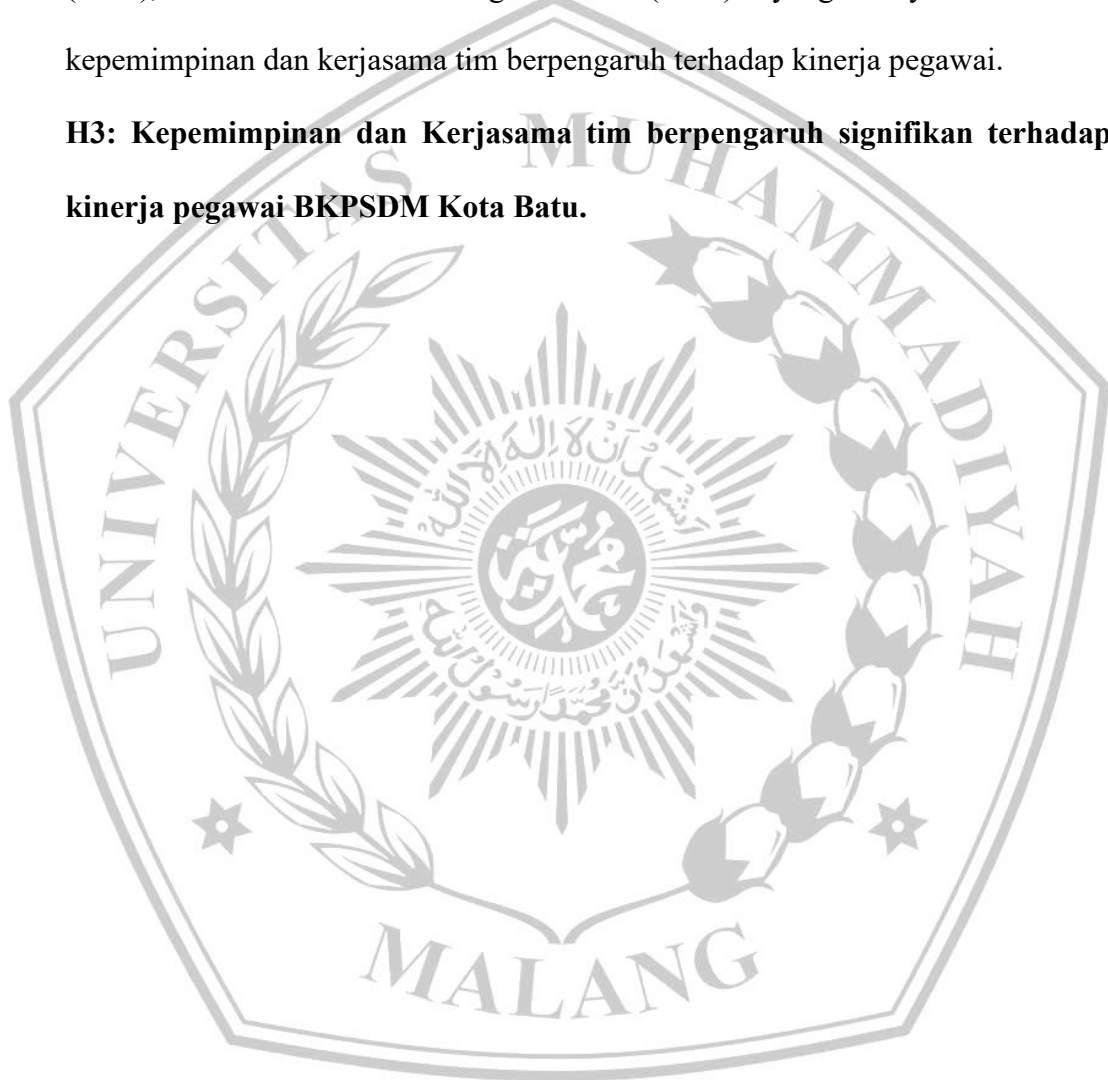 kepemimpinan dan kerjasama tim berpengaruh terhadap kinerja pegawai.
H3: Kepemimpinan dan Kerjasama tim berpengaruh signifikan terhadap
kinerja pegawai BKPSDM Kota Batu.
UNIVERSITAS MUHAMMADIYAH
MALANG